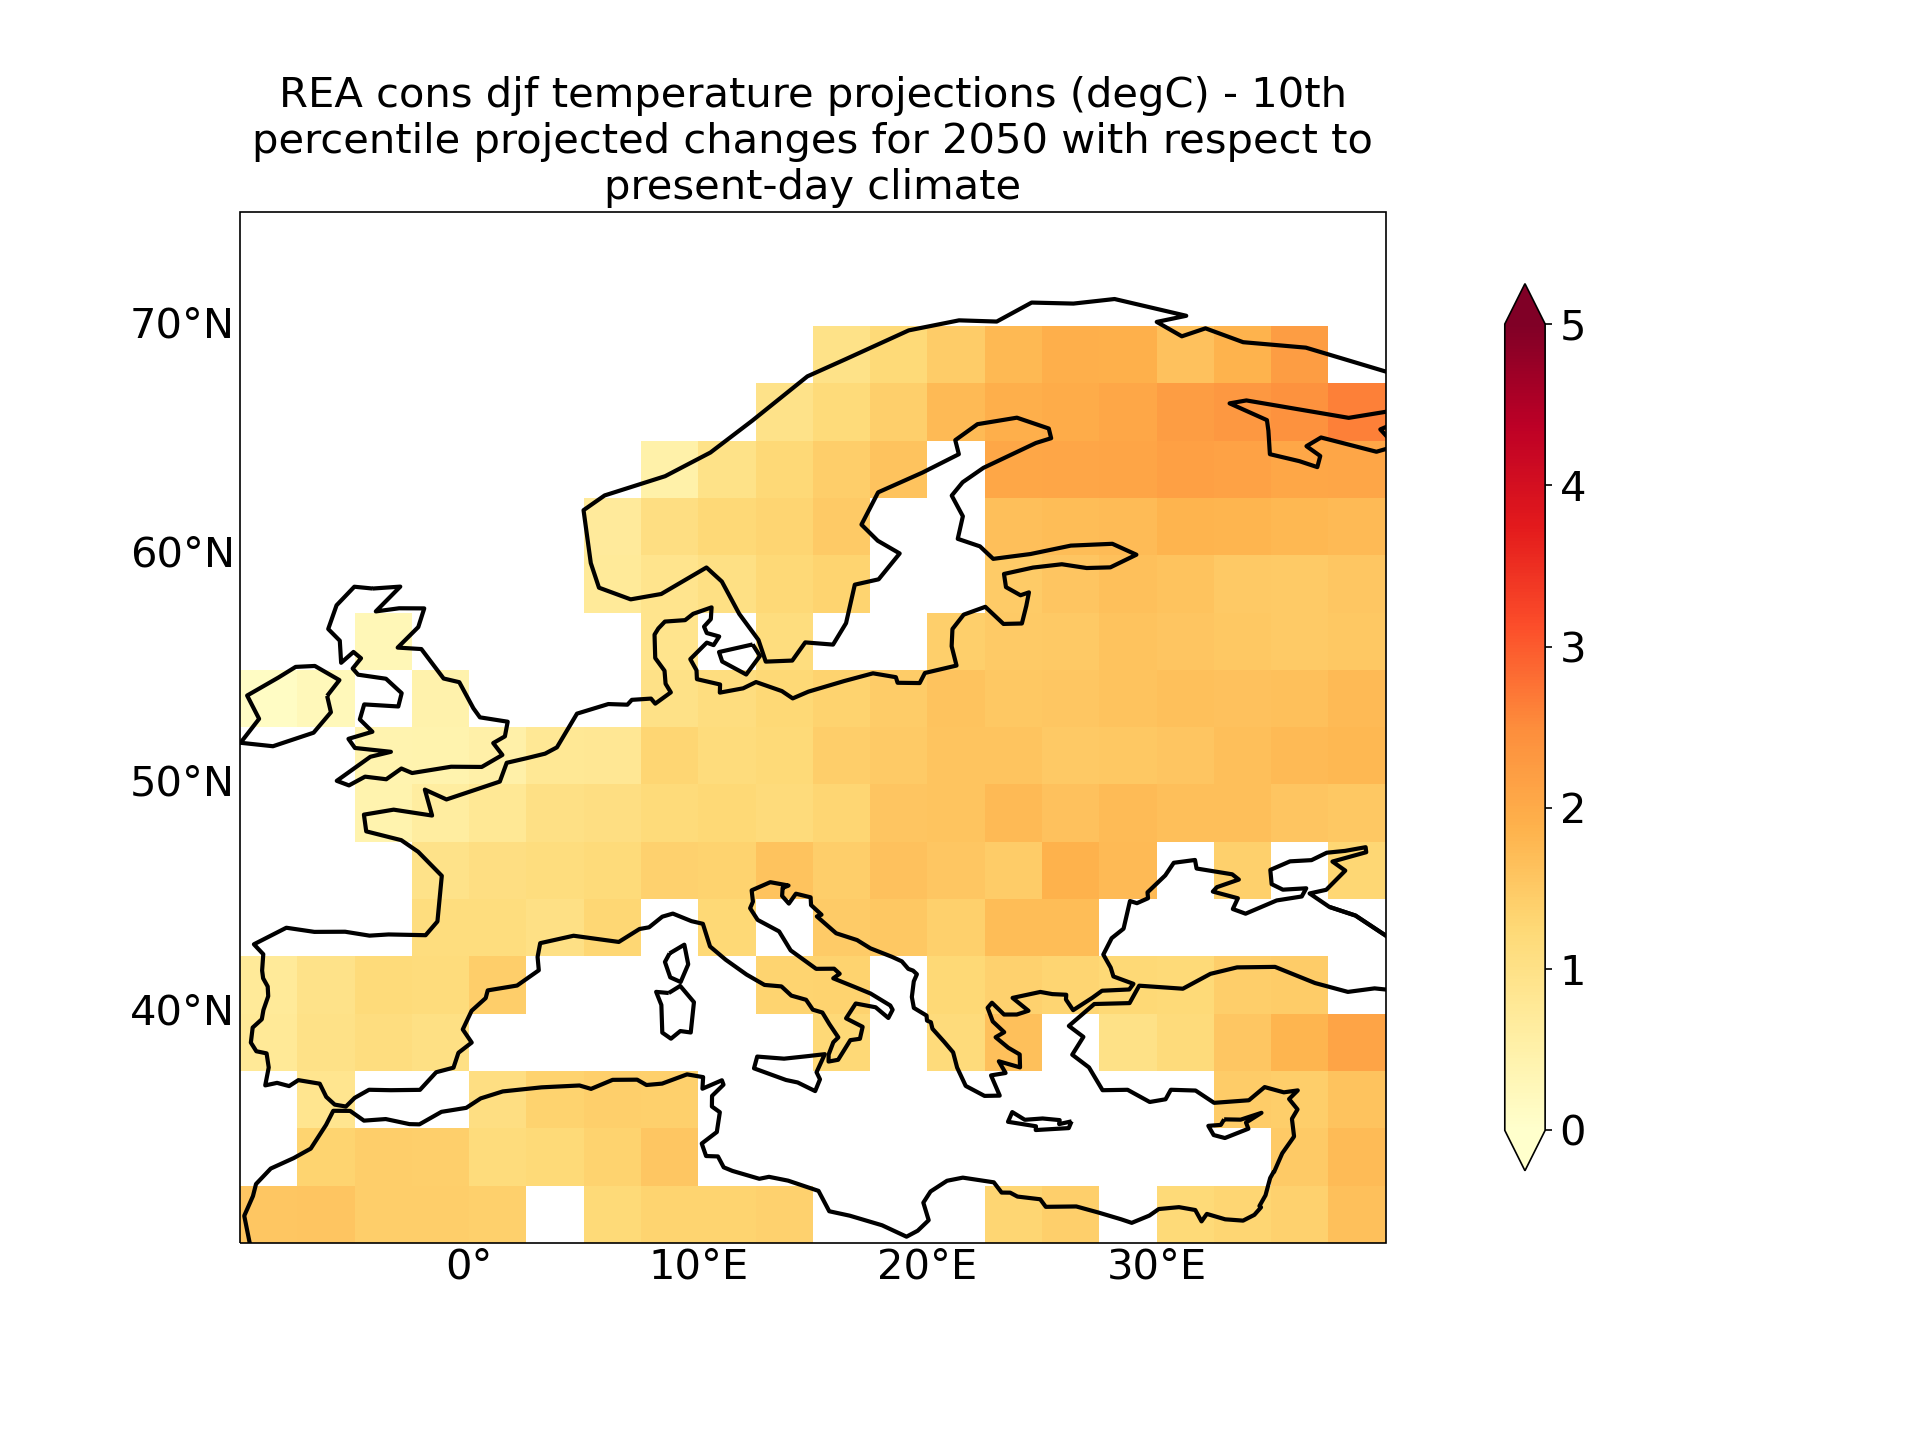 REA cons djf temperature projections (degC) - 10th
percentile projected changes for 2050 with respect to
present-day climate
70°N
60°N
50°N
40°N
0°
10°E
20°E
30°E
5
4
3
2
1
0